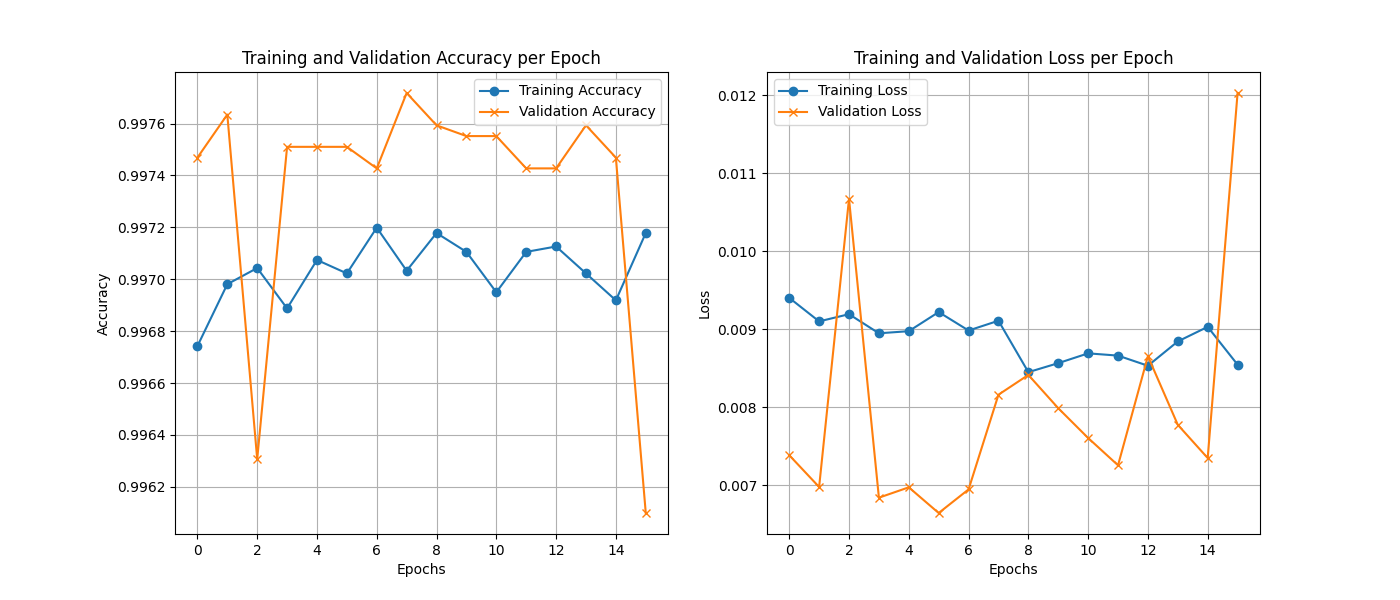 Training and Validation Accuracy per Epoch
Training Accuracy
Validation Accuracy
0.9976
0.9974
0.9972
0.9970
0.9968
0.9966
0.9964
0.9962
Accuracy
0 2 4 6 8 10 12 14
Epochs
Training and Validation Loss per Epoch
Training Loss
Validation Loss
0.012
0.011
0.010
0.009
0.008
0.007
Loss
0 2 4 6 8 10 12 14
Epochs